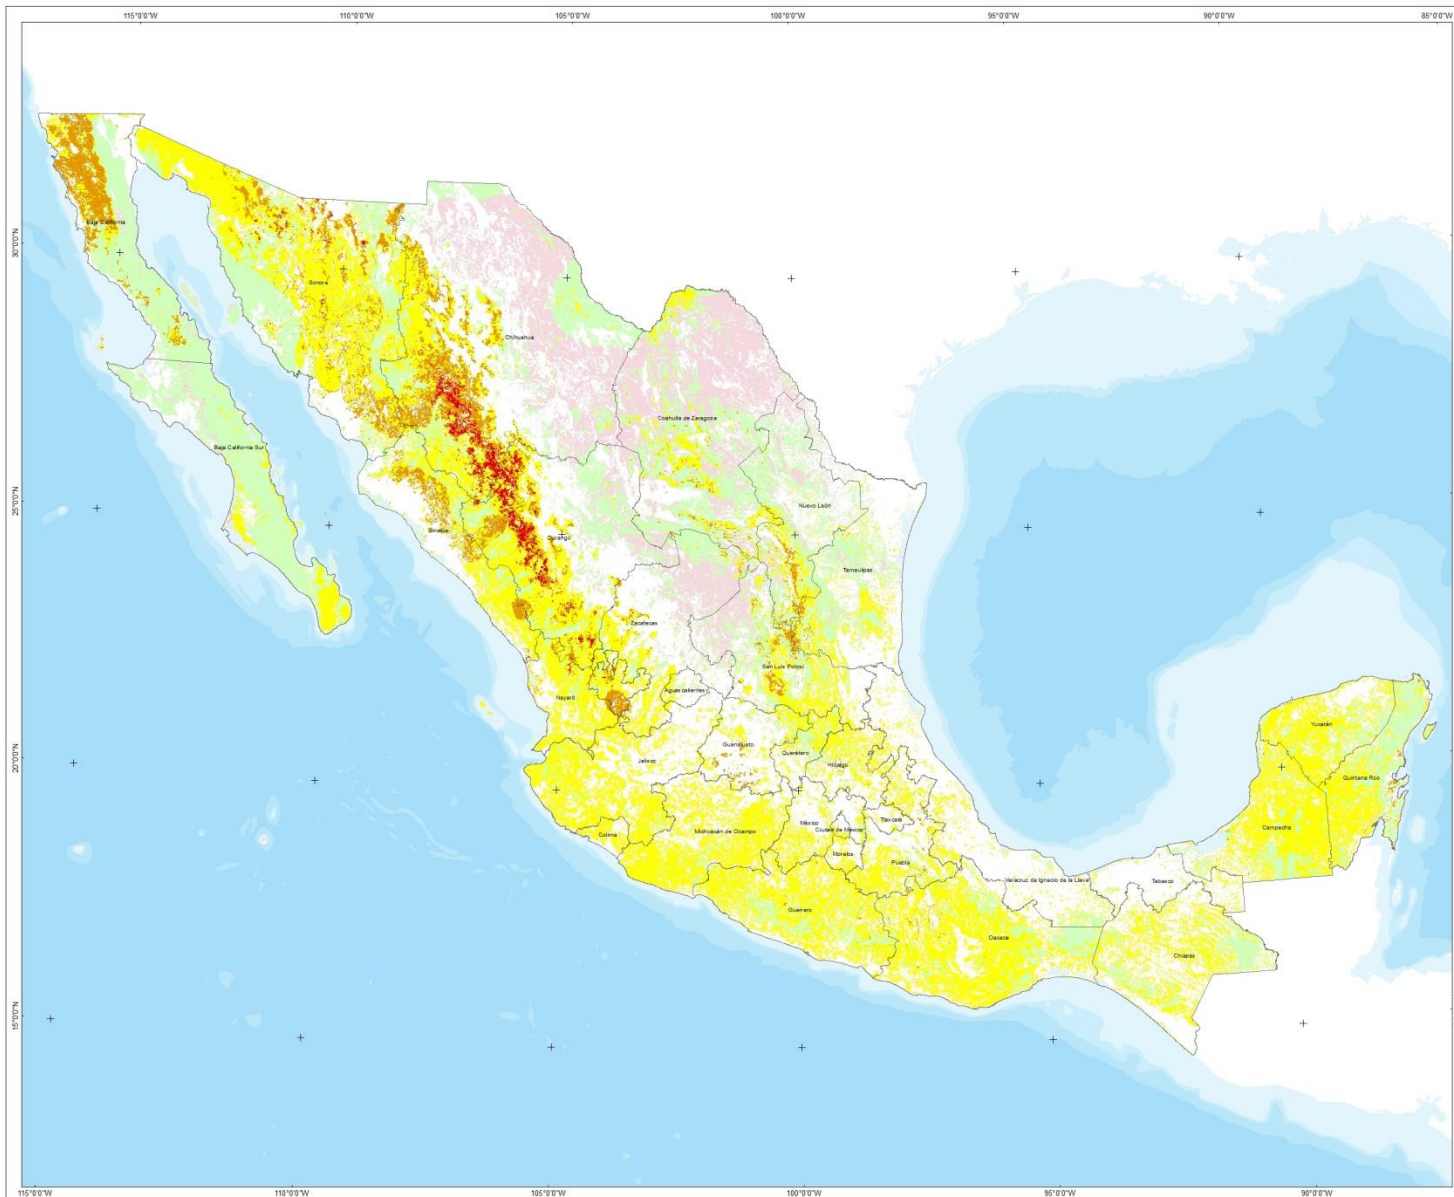 115°0'0"W 110°0'0"W 105°0'0"W 100°0'0"W 95°0'0"W 90°0'0"W 85°0'0"W
30°0'0"N
25°0'0"N
20°0'0"N
15°0'0"N
Baja California
Sonora
Chihuahua
Coahuila de Zaragoza
Baja California Sur
Nuevo León
Sinaloa
Durango
Tamaulipas
Zacatecas
San Luis Potosí
Aguascalientes
Nayarit
Yucatán
Guanajuato
Querétaro
Jalisco
Hidalgo
Quintana Roo
México
Tlaxcala
Ciudad de México
Colima
Michoacán de Ocampo
Campeche
Morelos
Puebla
Veracruz de Ignacio de la Llave
Tabasco
Guerrero
Oaxaca
Chiapas
115°0'0"W 110°0'0"W 105°0'0"W 100°0'0"W 95°0'0"W 90°0'0"W